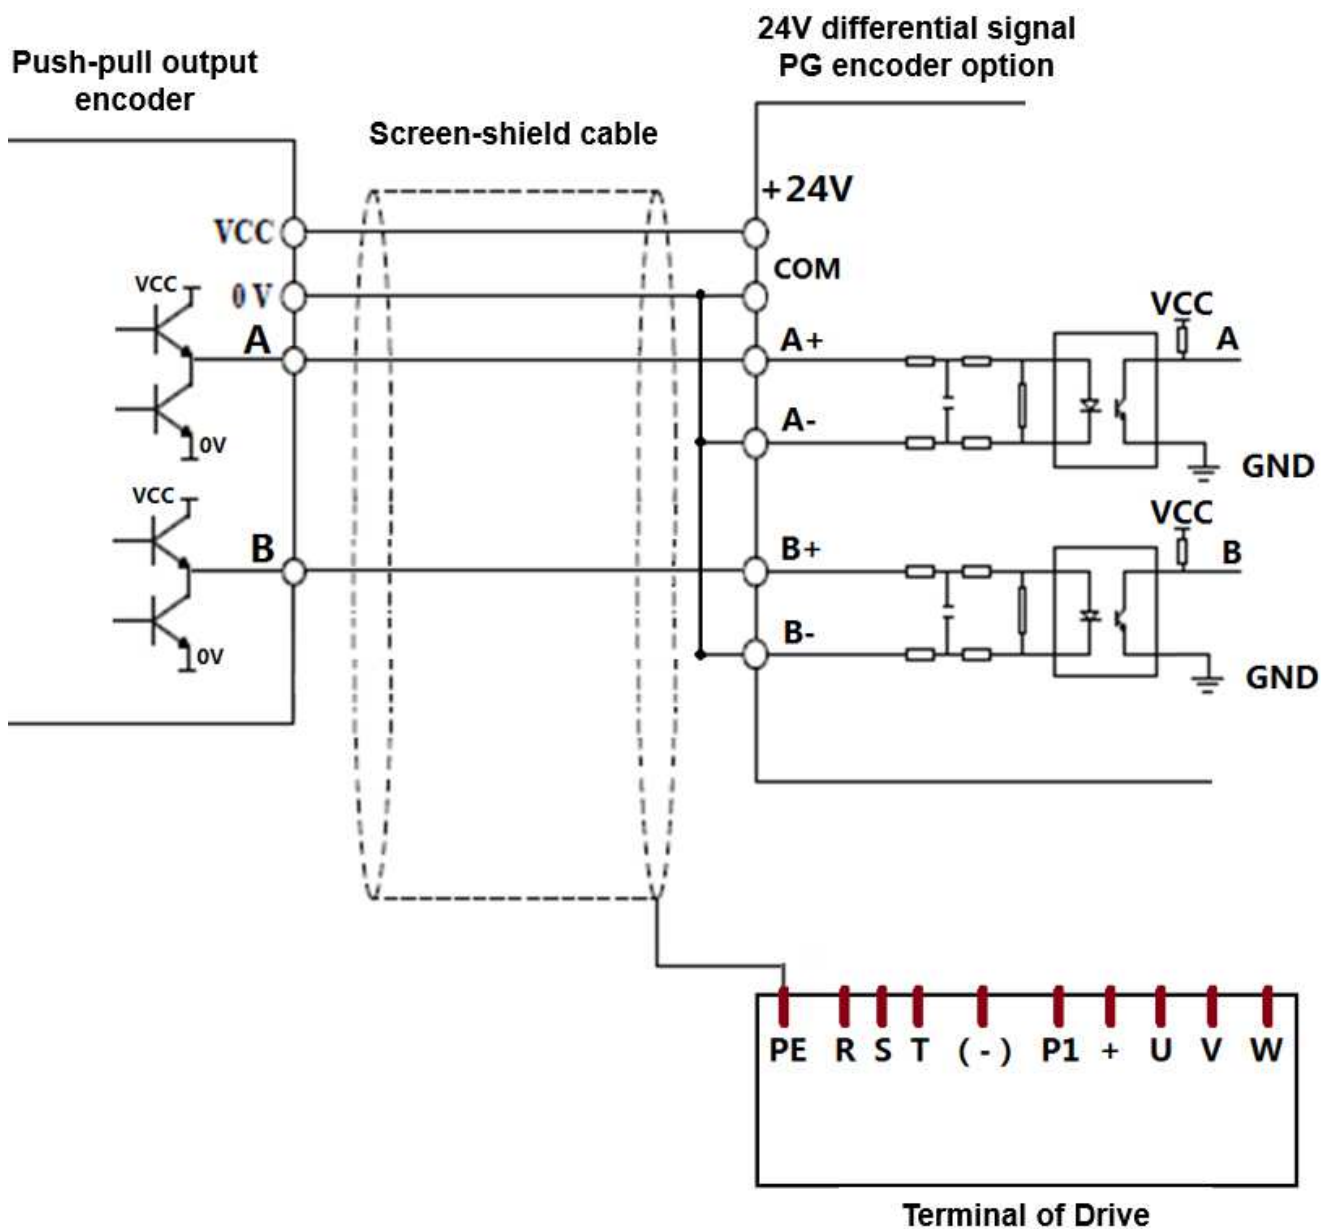 24V differential signal
PG encoder option
Push-pull output
encoder
Screen-shield cable
+24V
VCC
COM
VCC
0 V
VCC
A
A+
A
A-
0V
GND
VCC
VCC
B
B+
B
B-
0V
GND
PE R S T (-) P1 + U V W
Terminal of Drive